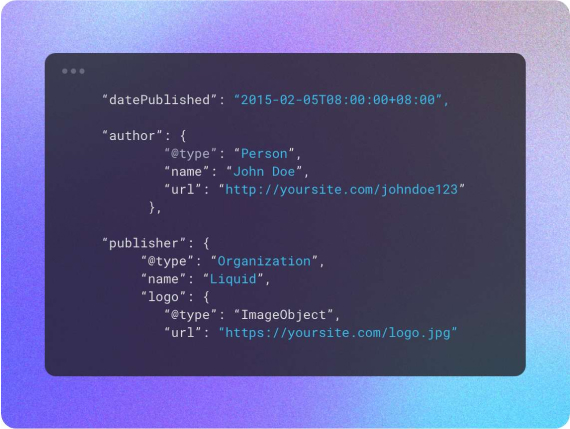 “datePublished”: “2015-02-05T08:00:00+08:00”,
“author”: {
“@type”: “Person”,
“name”: “John Doe”,
“url”: “http://yoursite.com/johndoe123”
},
“publisher”: {
“@type”: “Organization”,
“name”: “Liquid”,
“logo”: {
“@type”: “ImageObject”,
“url”: “https://yoursite.com/logo.jpg”